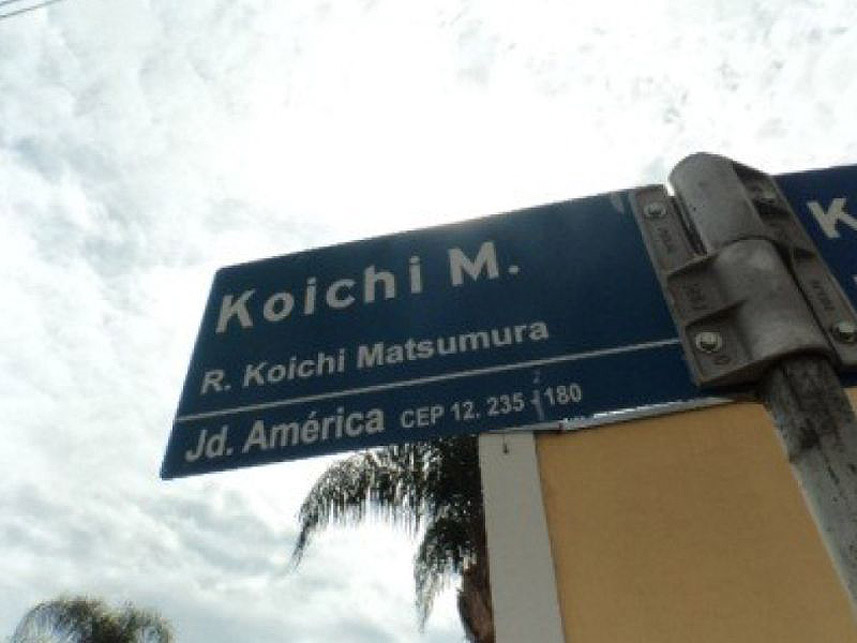 Koichi M.
R. Koichi Matsumura
Jd. América CEP 12. 235 - 180
K